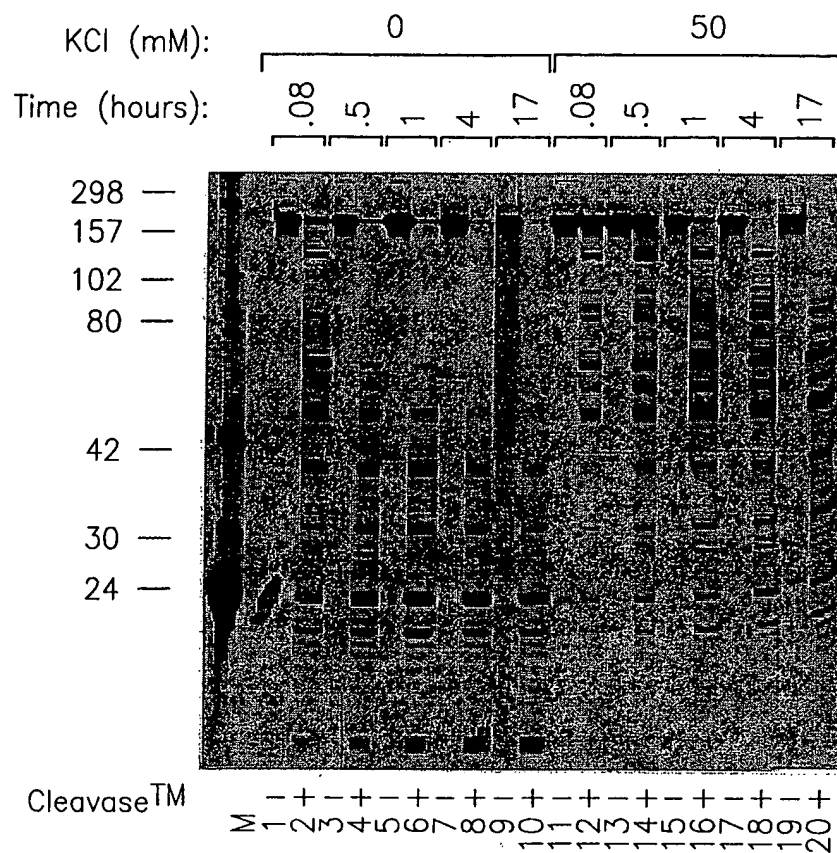 KCl (mM): 0 50
Time (hours): .08 .5 1 4 17 .08 .5 1 4 17
298
157
102
80
42
30
24
Cleavase™ − + − + − + − + − + − + − + − + − + − +
M 1 2 3 4 5 6 7 8 9 10 11 12 13 14 15 16 17 18 19 20